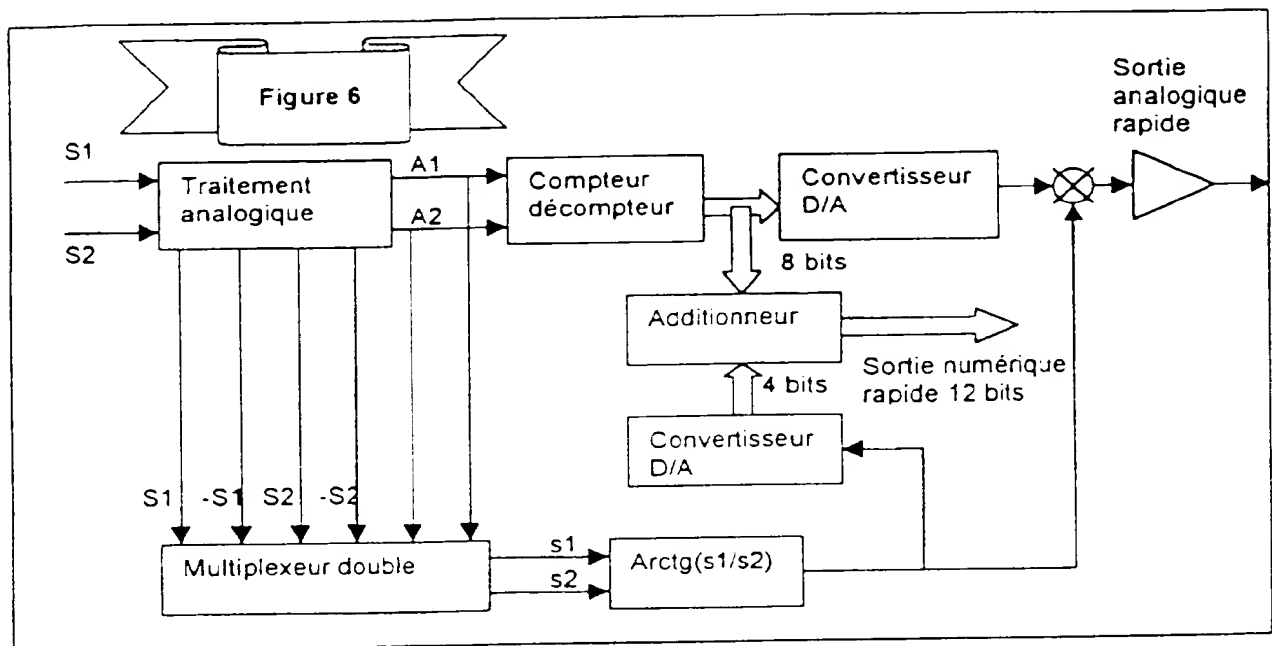 Figure 6
Sortie
analogique
rapide
S1
S2
Traitement
analogique
A1
A2
Compteur
décompteur
Convertisseur
D/A
8 bits
Additionneur
Sortie numérique
rapide 12 bits
4 bits
Convertisseur
D/A
S1 -S1 S2 -S2
Multiplexeur double
s1
s2
Arctg(s1/s2)